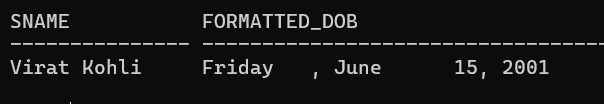 SNAME           FORMATTED_DOB
--------------- ----------------------------------
Virat Kohli     Friday   , June      15, 2001